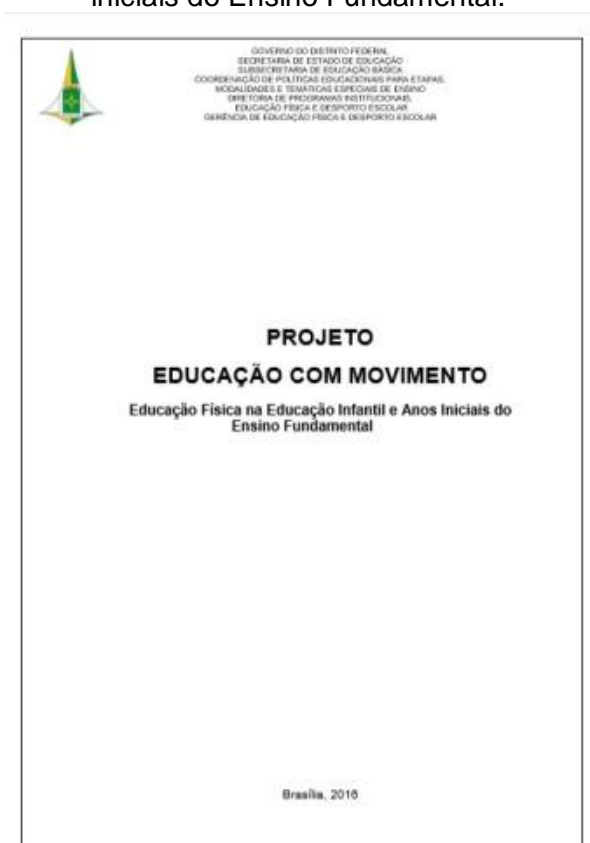 iniciais do Ensino Fundamental.
GOVERNO DO DISTRITO FEDERAL
SECRETARIA DE ESTADO DE EDUCAÇÃO
SUBSECRETARIA DE EDUCAÇÃO BÁSICA
COORDENAÇÃO DE POLÍTICAS EDUCACIONAIS PARA ETAPAS,
MODALIDADES E TEMÁTICAS ESPECIAIS DE ENSINO
DIRETORIA DE PROGRAMAS INSTITUCIONAIS,
EDUCAÇÃO FÍSICA E DESPORTO ESCOLAR
GERÊNCIA DE EDUCAÇÃO FÍSICA E DESPORTO ESCOLAR
PROJETO
EDUCAÇÃO COM MOVIMENTO
Educação Física na Educação Infantil e Anos Iniciais do
Ensino Fundamental
Brasília, 2016